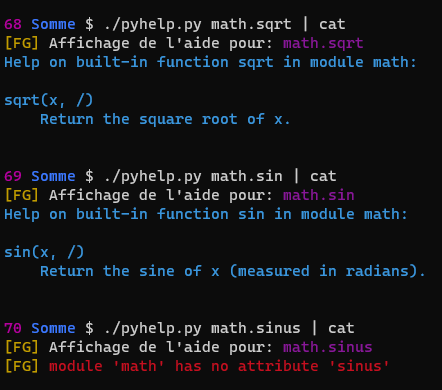 68 Somme $ ./pyhelp.py math.sqrt | cat
[FG] Affichage de l'aide pour: math.sqrt
Help on built-in function sqrt in module math:

sqrt(x, /)
    Return the square root of x.

69 Somme $ ./pyhelp.py math.sin | cat
[FG] Affichage de l'aide pour: math.sin
Help on built-in function sin in module math:

sin(x, /)
    Return the sine of x (measured in radians).

70 Somme $ ./pyhelp.py math.sinus | cat
[FG] Affichage de l'aide pour: math.sinus
[FG] module 'math' has no attribute 'sinus'